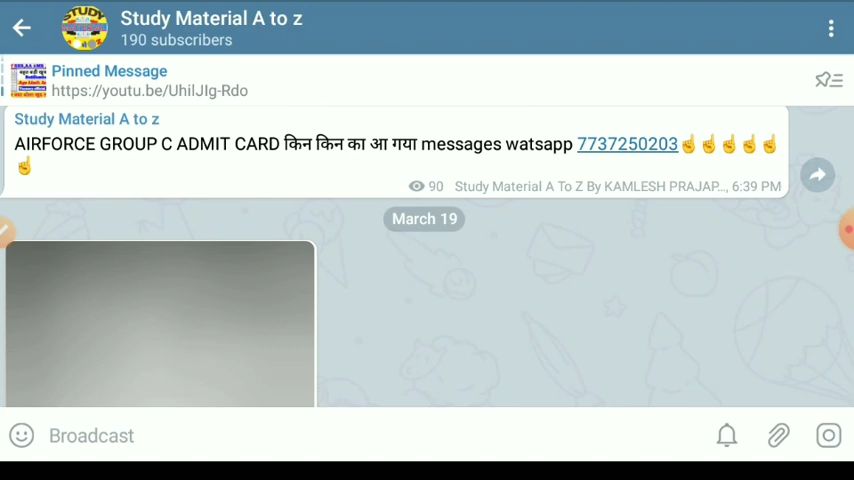 Study Material A to z
190 subscribers
Pinned Message
https://youtu.be/UhilJIg-Rdo
Study Material A to z
AIRFORCE GROUP C ADMIT CARD किन किन का आ गया messages watsapp 7737250203☝☝☝☝☝
☝
90 Study Material A To Z By KAMLESH PRAJAP..., 6:39 PM
March 19
Broadcast